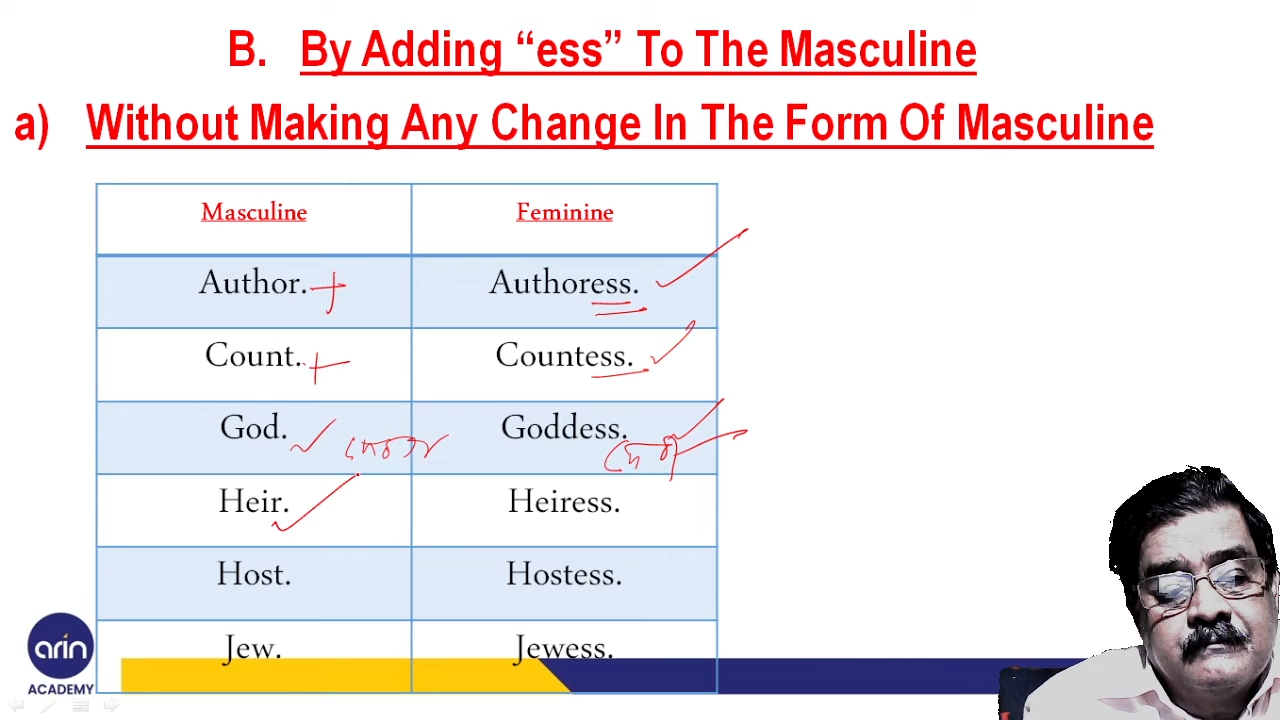 B. By Adding “ess” To The Masculine
a) Without Making Any Change In The Form Of Masculine
Masculine Feminine
Author. Authoress.
Count. Countess.
God. Goddess.
Heir. Heiress.
Host. Hostess.
Jew. Jewess.
arin
ACADEMY